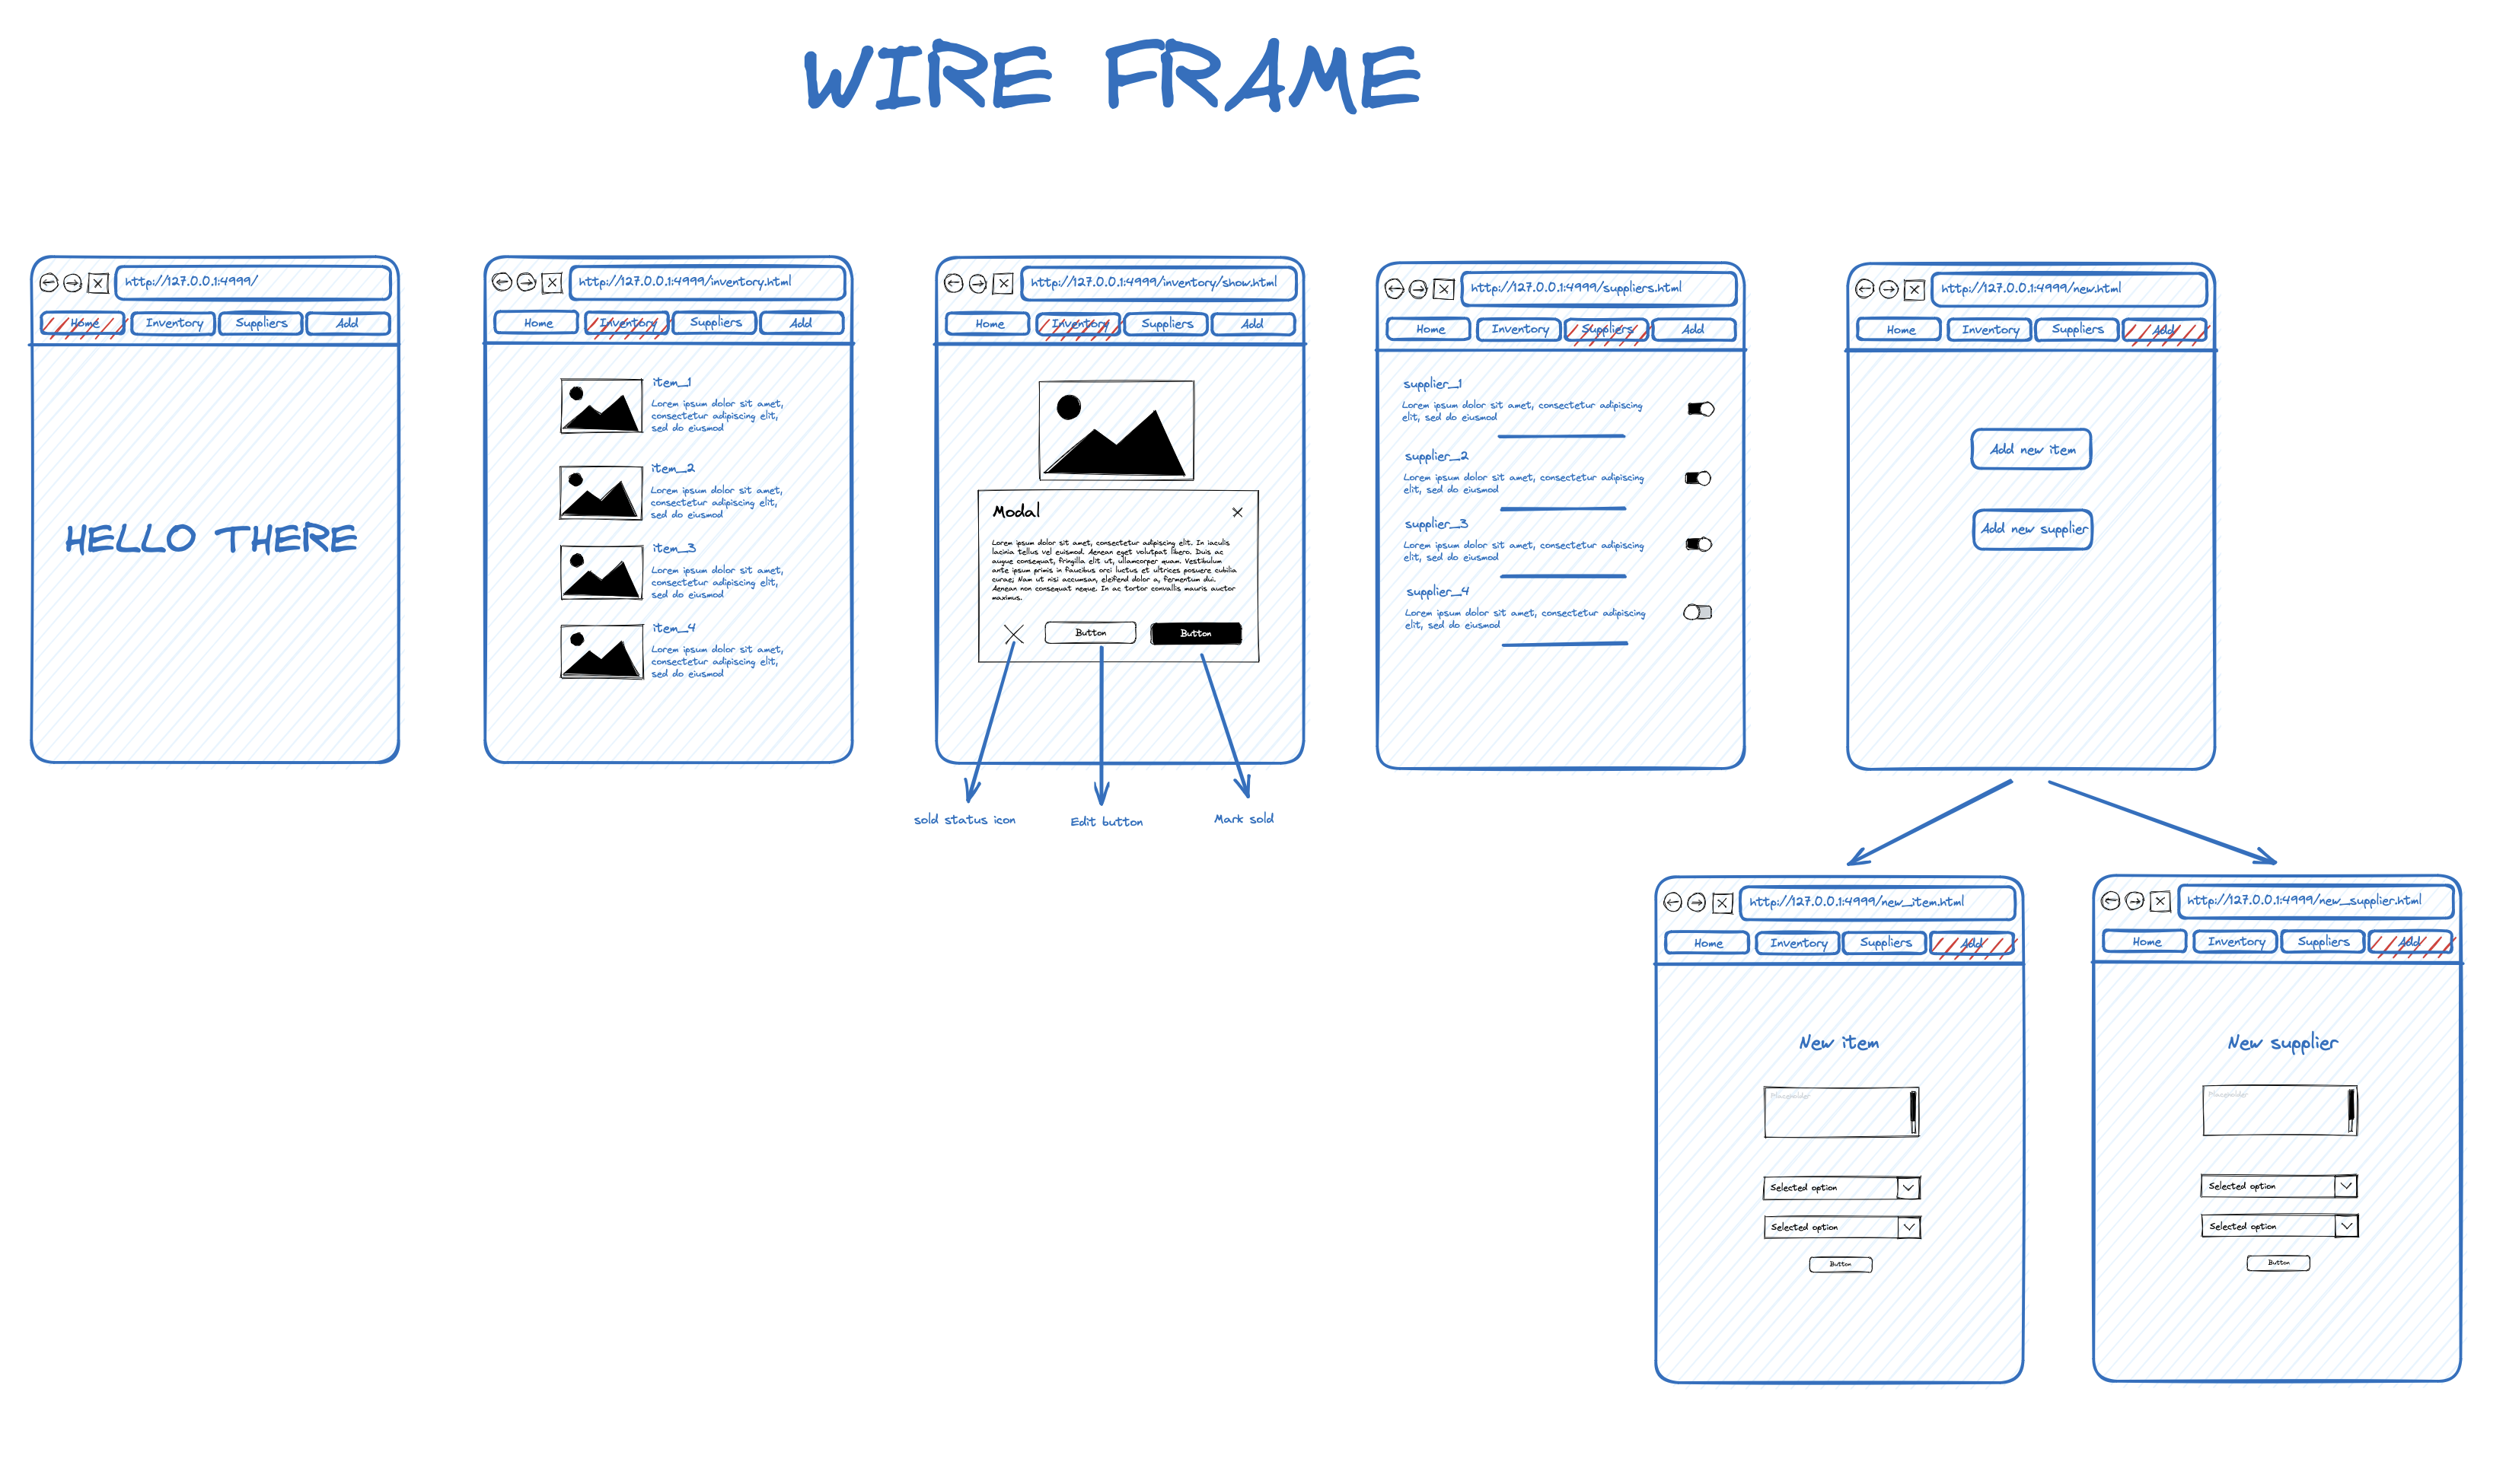 WIRE FRAME
http://127.0.0.1:4999/
Home Inventory Suppliers Add
HELLO THERE
http://127.0.0.1:4999/inventory.html
Home Inventory Suppliers Add
item_1
Lorem ipsum dolor sit amet,
consectetur adipiscing elit,
sed do eiusmod
item_2
Lorem ipsum dolor sit amet,
consectetur adipiscing elit,
sed do eiusmod
item_3
Lorem ipsum dolor sit amet,
consectetur adipiscing elit,
sed do eiusmod
item_4
Lorem ipsum dolor sit amet,
consectetur adipiscing elit,
sed do eiusmod
http://127.0.0.1:4999/inventory/show.html
Home Inventory Suppliers Add
Modal
Lorem ipsum dolor sit amet, consectetur adipiscing elit. In iaculis
lacinia tellus vel euismod. Aenean eget volutpat libero. Duis ac
augue consequat, fringilla elit ut, ullamcorper quam. Vestibulum
ante ipsum primis in faucibus orci luctus et ultrices posuere cubilia
curae; Nam ut nisi accumsan, eleifend dolor a, fermentum dui.
Aenean non consequat neque. In ac tortor convallis mauris auctor
maximus.
Button Button
sold status icon
Edit button
Mark sold
http://127.0.0.1:4999/suppliers.html
Home Inventory Suppliers Add
supplier_1
Lorem ipsum dolor sit amet, consectetur adipiscing
elit, sed do eiusmod
supplier_2
Lorem ipsum dolor sit amet, consectetur adipiscing
elit, sed do eiusmod
supplier_3
Lorem ipsum dolor sit amet, consectetur adipiscing
elit, sed do eiusmod
supplier_4
Lorem ipsum dolor sit amet, consectetur adipiscing
elit, sed do eiusmod
http://127.0.0.1:4999/new.html
Home Inventory Suppliers Add
Add new item
Add new supplier
http://127.0.0.1:4999/new_item.html
Home Inventory Suppliers Add
New item
Placeholder
Selected option
Selected option
Button
http://127.0.0.1:4999/new_supplier.html
Home Inventory Suppliers Add
New supplier
Placeholder
Selected option
Selected option
Button